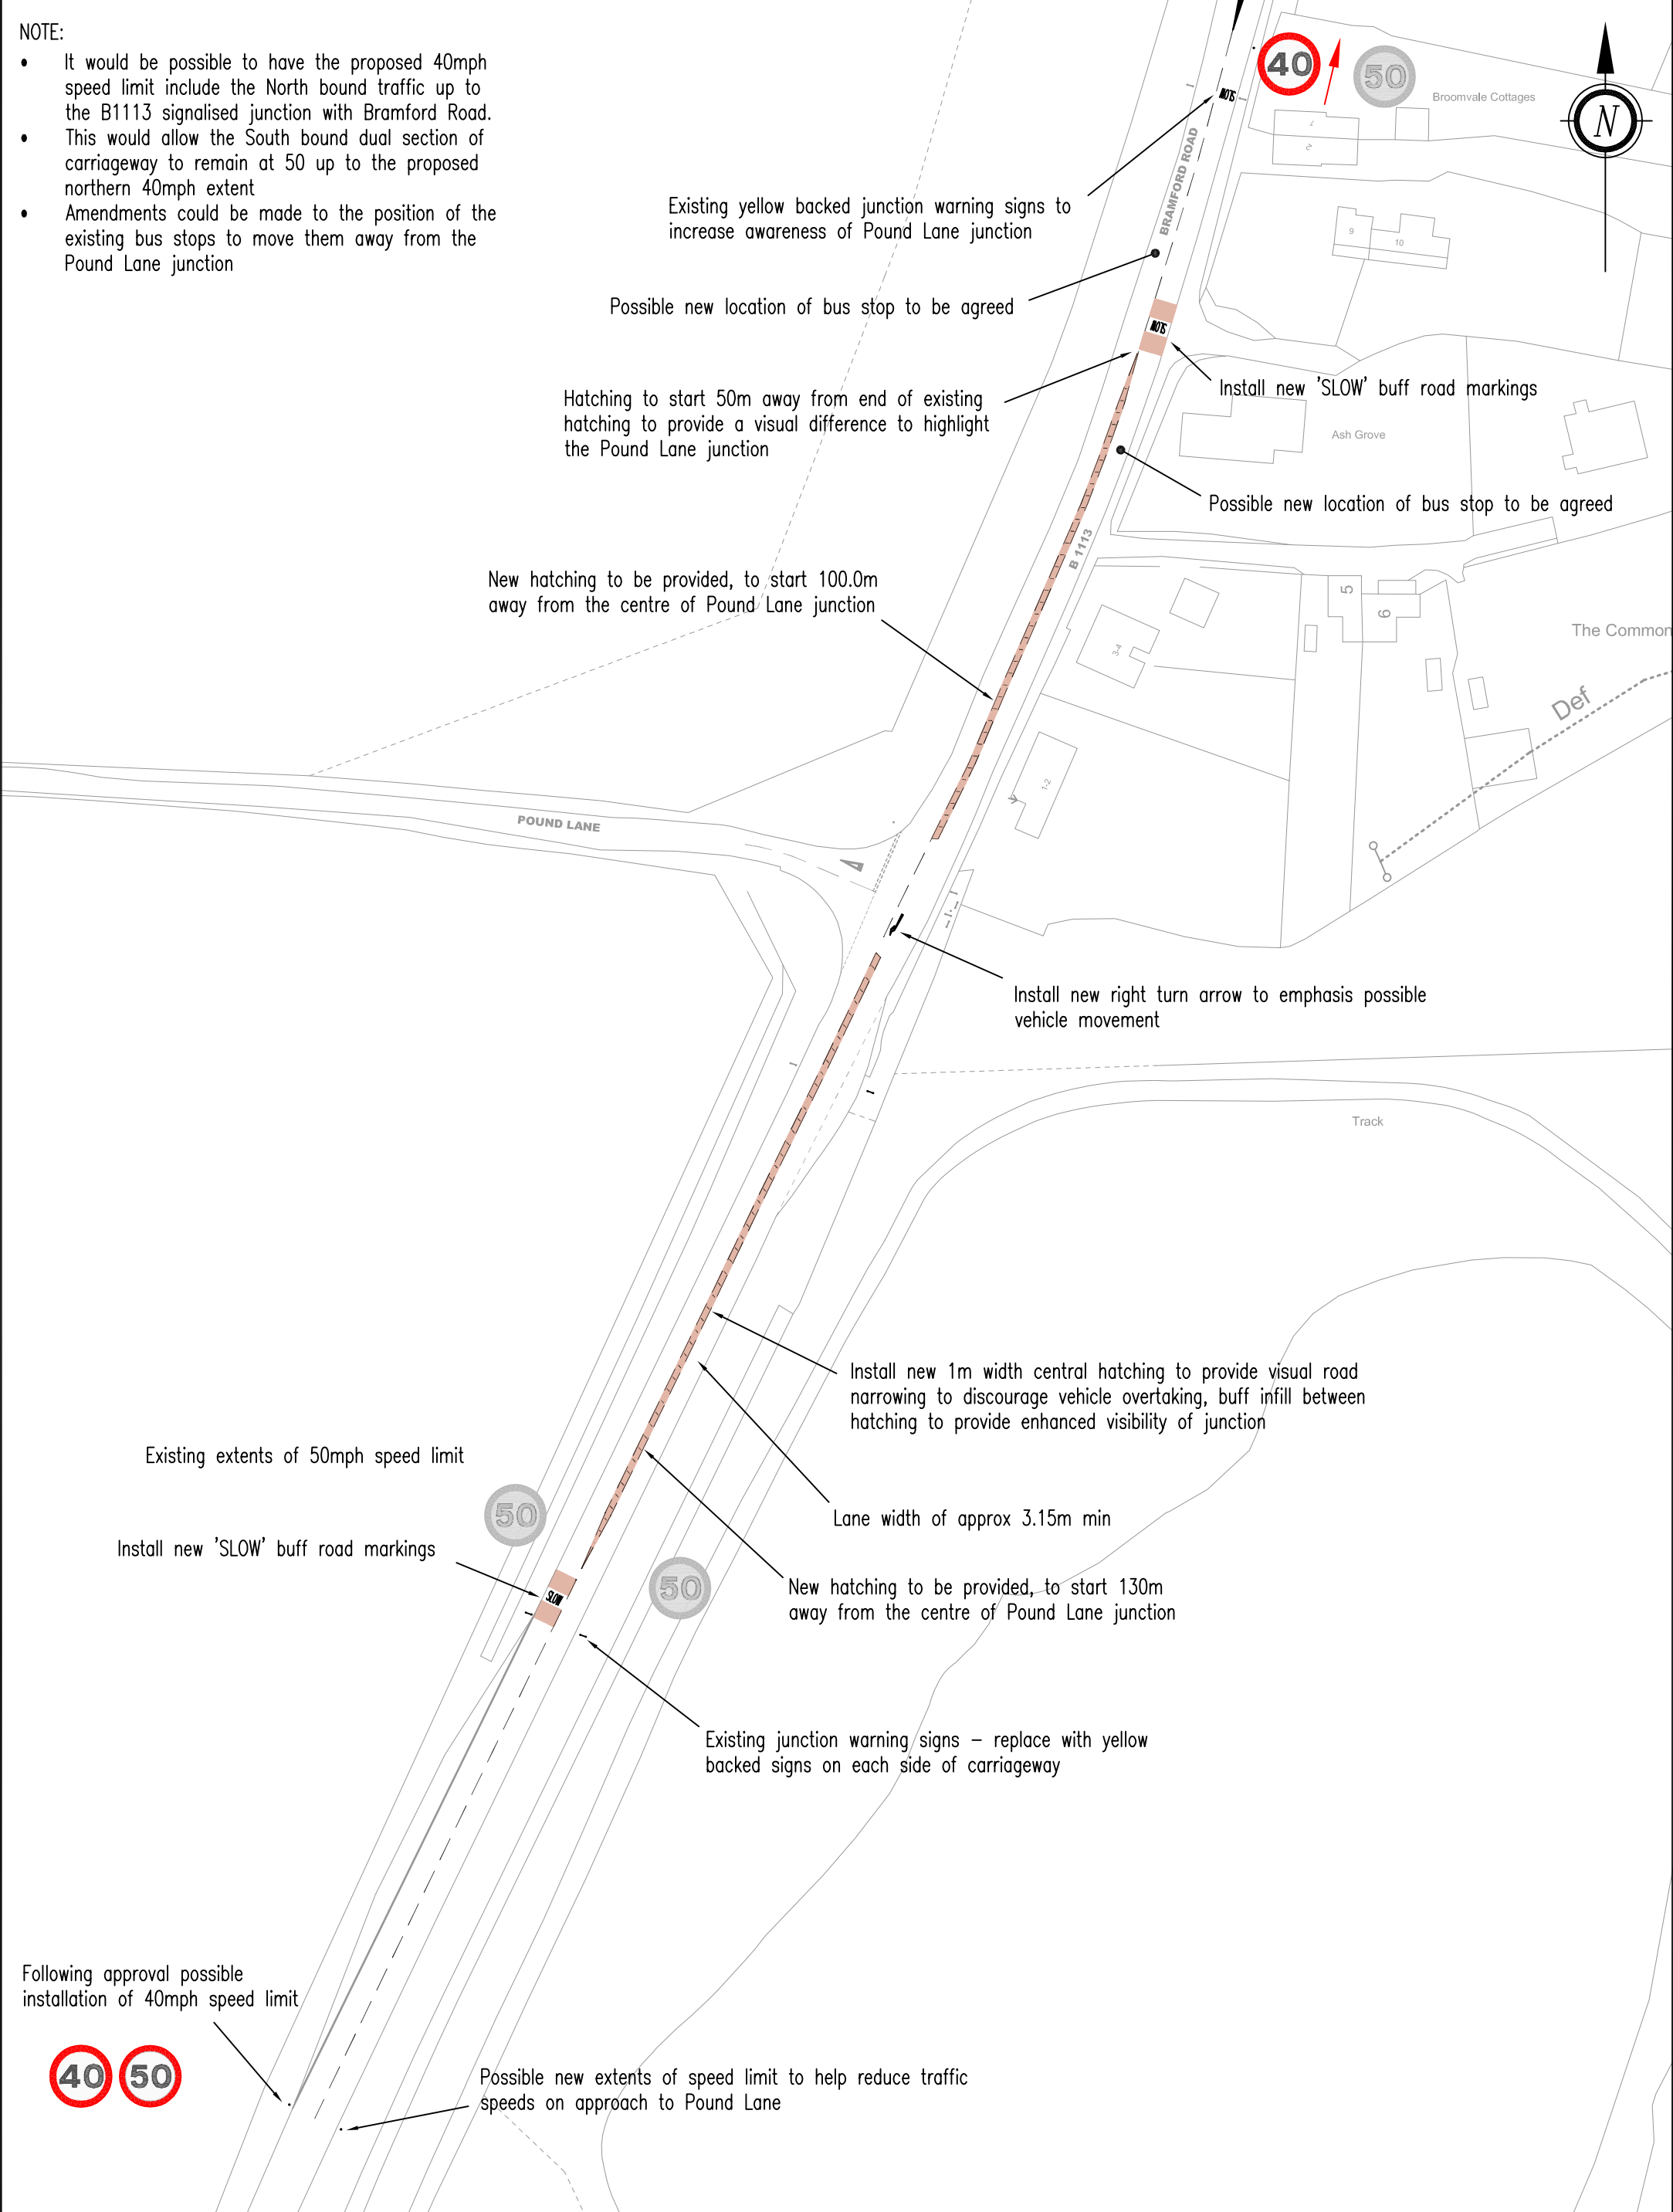 NOTE:
• It would be possible to have the proposed 40mph
speed limit include the North bound traffic up to
the B1113 signalised junction with Bramford Road.
• This would allow the South bound dual section of
carriageway to remain at 50 up to the proposed
northern 40mph extent
• Amendments could be made to the position of the
existing bus stops to move them away from the
Pound Lane junction
40
50
Broomvale Cottages
N
SLOW
1
2
BRAMFORD ROAD
Existing yellow backed junction warning signs to
increase awareness of Pound Lane junction
9
10
Possible new location of bus stop to be agreed
SLOW
Install new 'SLOW' buff road markings
Hatching to start 50m away from end of existing
hatching to provide a visual difference to highlight
the Pound Lane junction
Ash Grove
Possible new location of bus stop to be agreed
B 1113
New hatching to be provided, to start 100.0m
away from the centre of Pound Lane junction
5
6
The Common
3-4
Def
1-2
POUND LANE
Install new right turn arrow to emphasis possible
vehicle movement
Track
Install new 1m width central hatching to provide visual road
narrowing to discourage vehicle overtaking, buff infill between
hatching to provide enhanced visibility of junction
Existing extents of 50mph speed limit
50
Lane width of approx 3.15m min
Install new 'SLOW' buff road markings
50
New hatching to be provided, to start 130m
away from the centre of Pound Lane junction
SLOW
Existing junction warning signs – replace with yellow
backed signs on each side of carriageway
Following approval possible
installation of 40mph speed limit
40
50
Possible new extents of speed limit to help reduce traffic
speeds on approach to Pound Lane